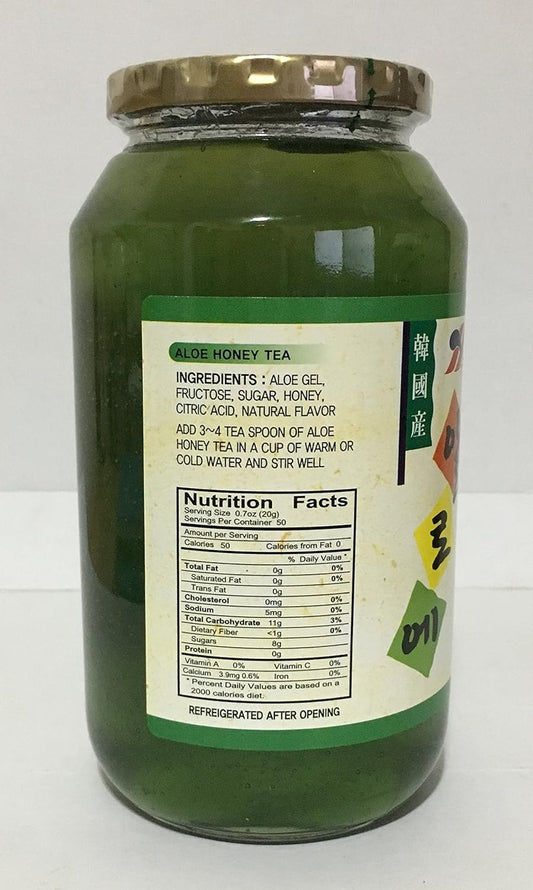 ALOE HONEY TEA
INGREDIENTS : ALOE GEL,
FRUCTOSE, SUGAR, HONEY,
CITRIC ACID, NATURAL FLAVOR
ADD 3~4 TEA SPOON OF ALOE
HONEY TEA IN A CUP OF WARM OR
COLD WATER AND STIR WELL
Nutrition Facts
Serving Size 0.7oz (20g)
Servings Per Container 50
Amount per Serving
Calories 50 Calories from Fat 0
% Daily Value *
Total Fat 0g 0%
Saturated Fat 0g 0%
Trans Fat 0g
Cholesterol 0mg 0%
Sodium 5mg 0%
Total Carbohydrate 11g 3%
Dietary Fiber <1g 0%
Sugars 8g
Protein 0g
Vitamin A 0% Vitamin C 0%
Calcium 3.9mg 0.6% Iron 0%
* Percent Daily Values are based on a
2000 calories diet.
REFRIGERATED AFTER OPENING
韓國産
로
에